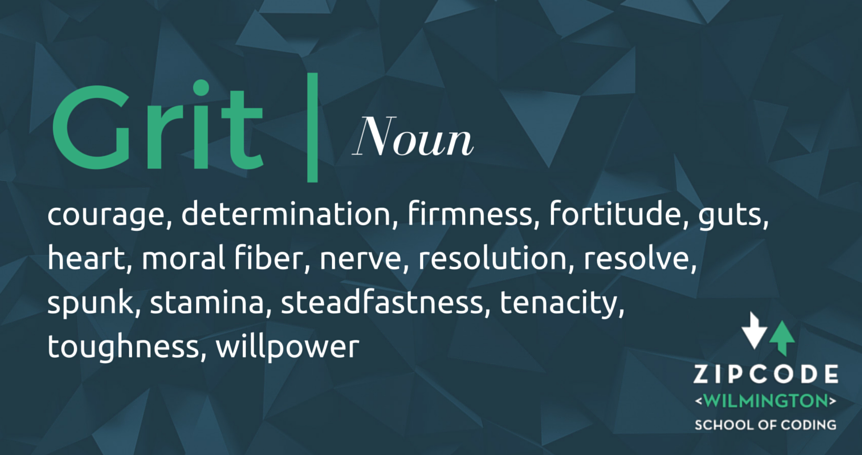 Grit | Noun
courage, determination, firmness, fortitude, guts,
heart, moral fiber, nerve, resolution, resolve,
spunk, stamina, steadfastness, tenacity,
toughness, willpower
ZIPCODE
<WILMINGTON>
SCHOOL OF CODING